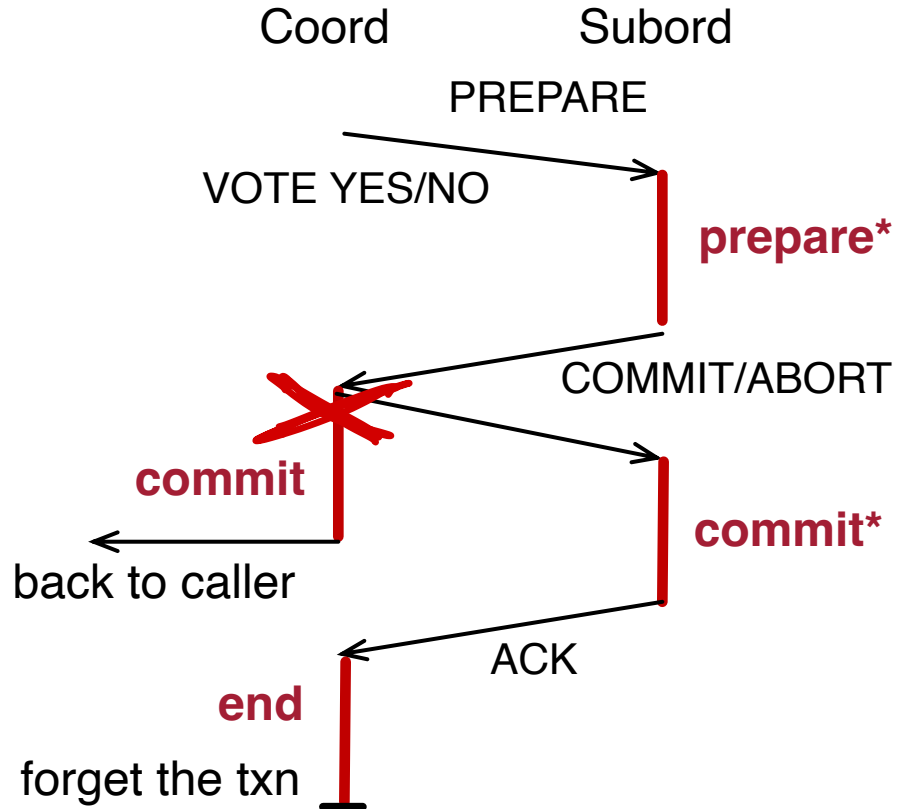 Coord Subord
PREPARE
VOTE YES/NO
prepare*
COMMIT/ABORT
commit
commit*
back to caller
ACK
end
forget the txn